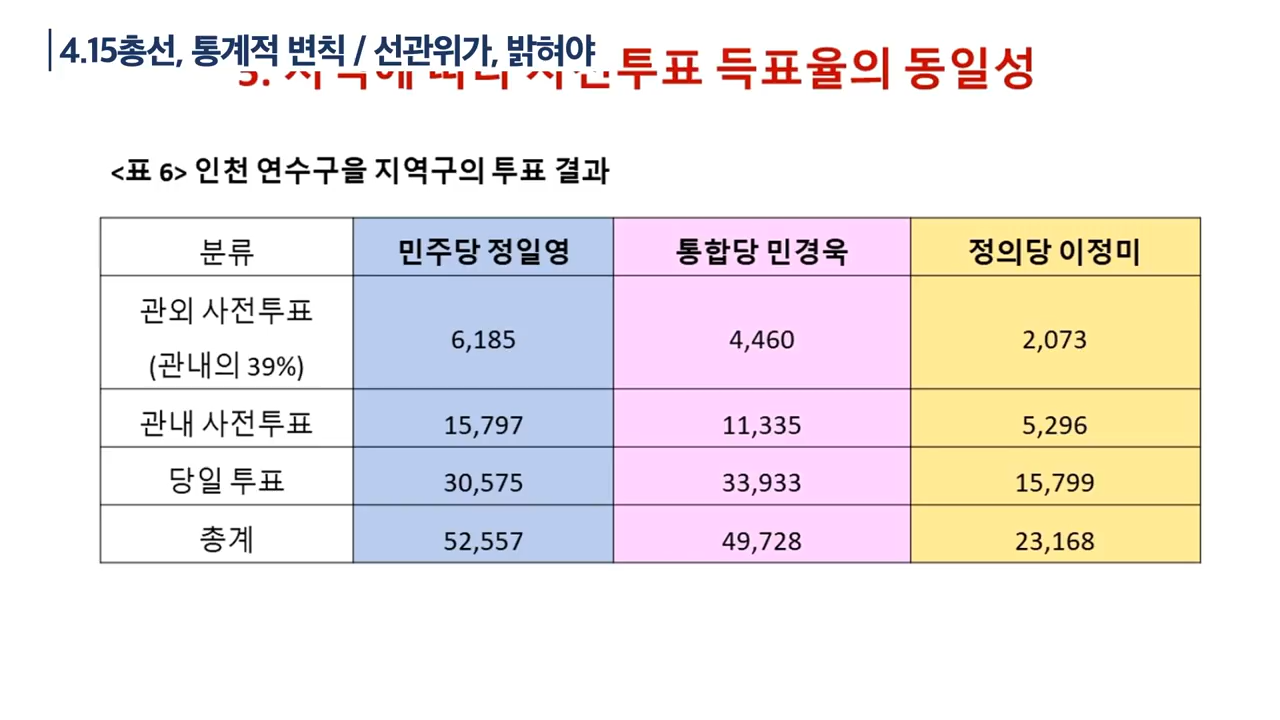 4.15총선, 통계적 변칙 / 선관위가, 밝혀야
투표 득표율의 동일성
<표 6> 인천 연수구을 지역구의 투표 결과
분류 민주당 정일영 통합당 민경욱 정의당 이정미
관외 사전투표
(관내의 39%) 6,185 4,460 2,073
관내 사전투표 15,797 11,335 5,296
당일 투표 30,575 33,933 15,799
총계 52,557 49,728 23,168